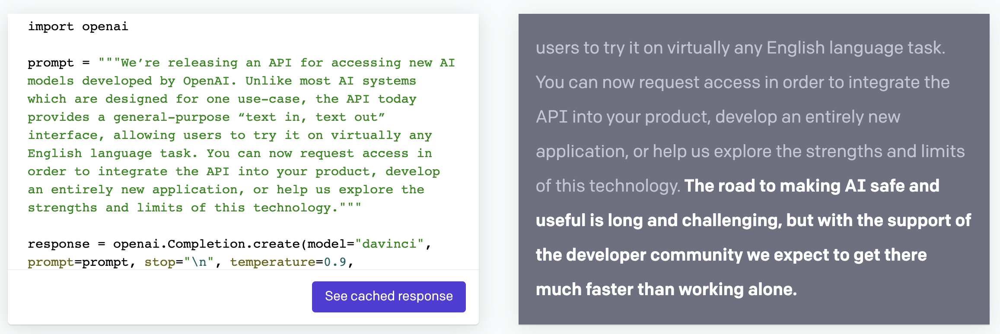 import openai
prompt = """We’re releasing an API for accessing new AI
models developed by OpenAI. Unlike most AI systems
which are designed for one use-case, the API today
provides a general-purpose “text in, text out”
interface, allowing users to try it on virtually any
English language task. You can now request access in
order to integrate the API into your product, develop
an entirely new application, or help us explore the
strengths and limits of this technology."""
response = openai.Completion.create(model="davinci",
prompt=prompt, stop="\n", temperature=0.9,
See cached response
users to try it on virtually any English language task.
You can now request access in order to integrate the
API into your product, develop an entirely new
application, or help us explore the strengths and limits
of this technology. The road to making AI safe and
useful is long and challenging, but with the support of
the developer community we expect to get there
much faster than working alone.